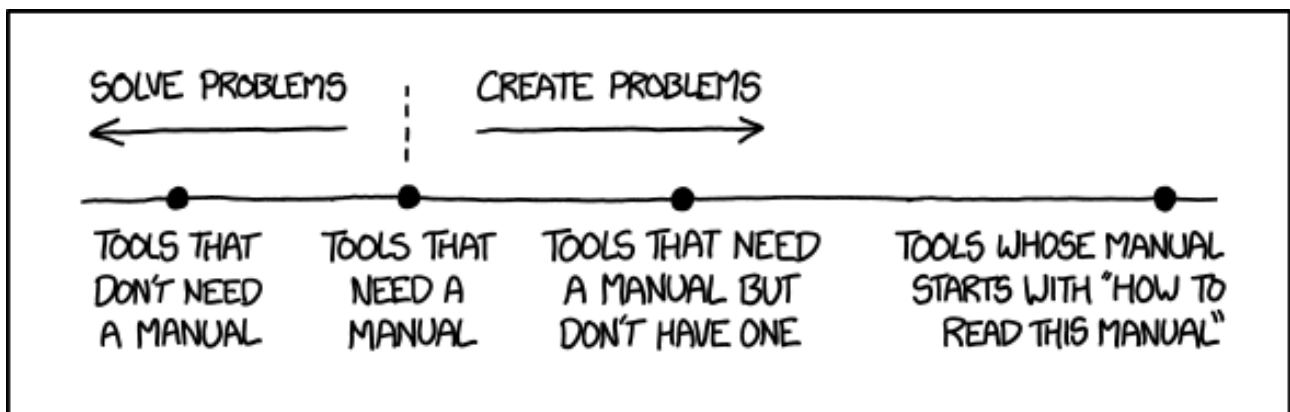 SOLVE PROBLEMS
CREATE PROBLEMS
TOOLS THAT
DON'T NEED
A MANUAL
TOOLS THAT
NEED A
MANUAL
TOOLS THAT NEED
A MANUAL BUT
DON'T HAVE ONE
TOOLS WHOSE MANUAL
STARTS WITH "HOW TO
READ THIS MANUAL"